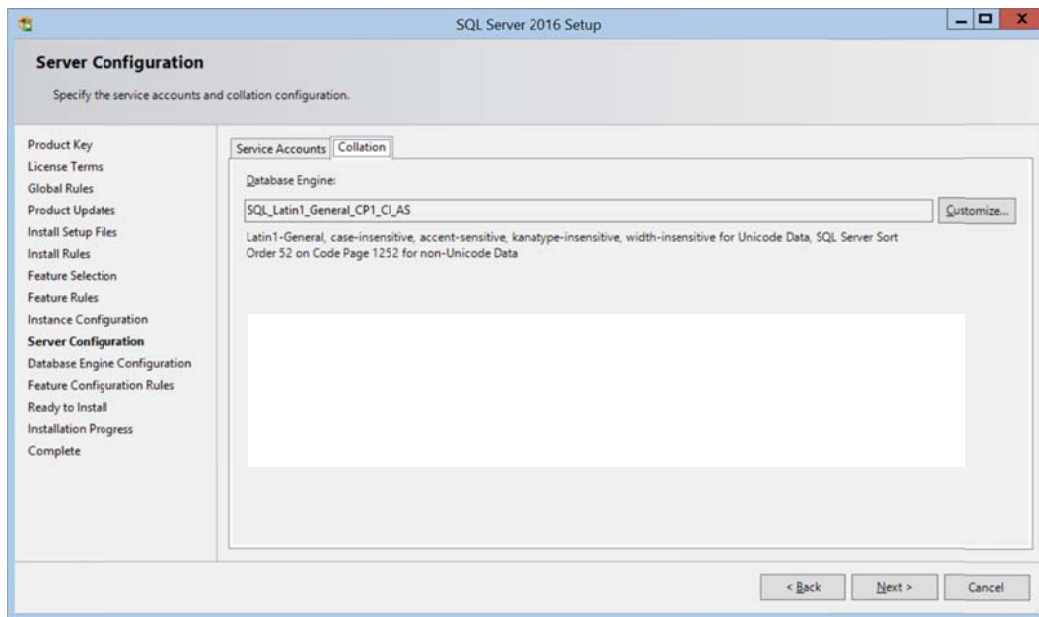 SQL Server 2016 Setup
Server Configuration
Specify the service accounts and collation configuration.
Product Key
License Terms
Global Rules
Product Updates
Install Setup Files
Install Rules
Feature Selection
Feature Rules
Instance Configuration
Server Configuration
Database Engine Configuration
Feature Configuration Rules
Ready to Install
Installation Progress
Complete
Service Accounts Collation
Database Engine:
SQL_Latin1_General_CP1_CI_AS
Customize...
Latin1-General, case-insensitive, accent-sensitive, kanatype-insensitive, width-insensitive for Unicode Data, SQL Server Sort
Order 52 on Code Page 1252 for non-Unicode Data
< Back Next > Cancel